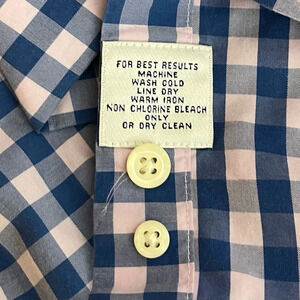 FOR BEST RESULTS
MACHINE
WASH COLD
LINE DRY
WARM IRON
NON CHLORINE BLEACH
ONLY
OR DRY CLEAN